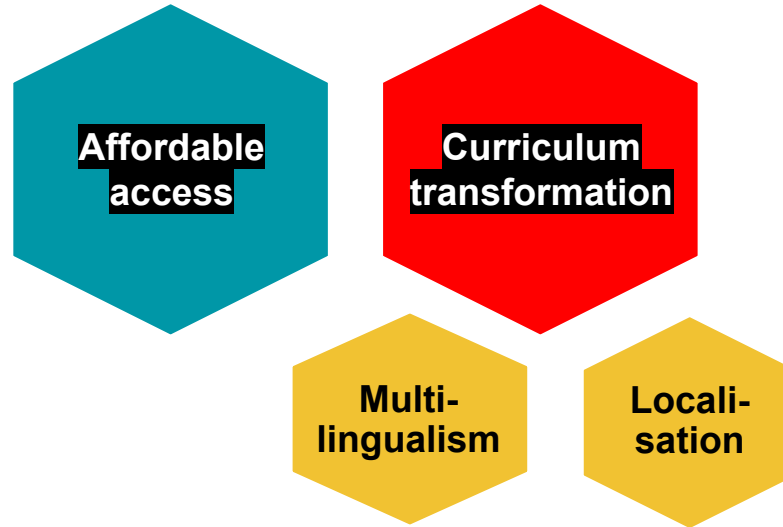 Affordable
access
Curriculum
transformation
Multi-
lingualism
Locali-
sation